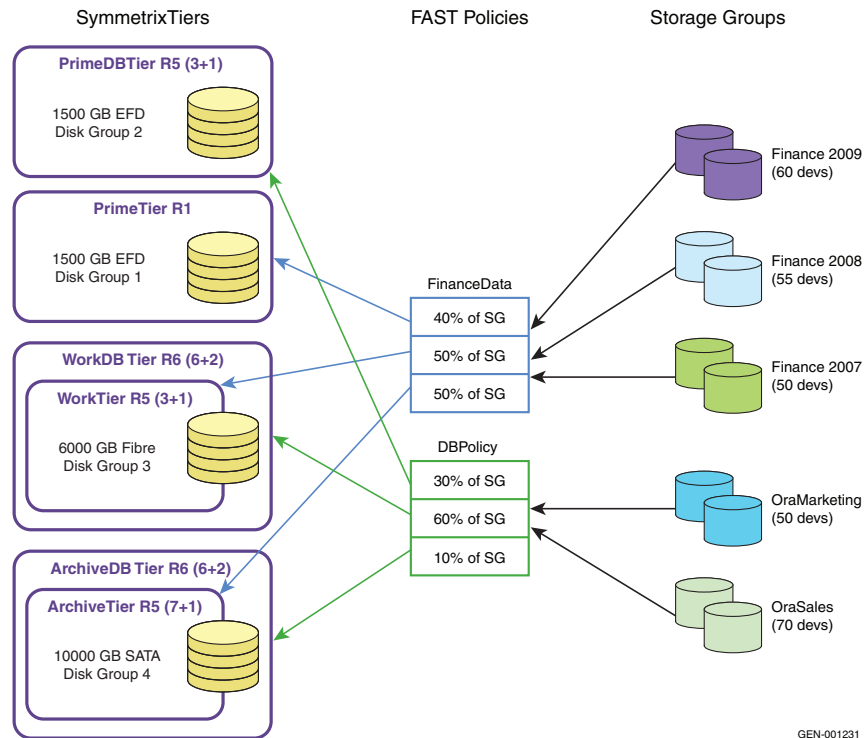 SymmetrixTiers
FAST Policies
Storage Groups
PrimeDBTier R5 (3+1)
1500 GB EFD
Disk Group 2
PrimeTier R1
1500 GB EFD
Disk Group 1
WorkDB Tier R6 (6+2)
WorkTier R5 (3+1)
6000 GB Fibre
Disk Group 3
ArchiveDB Tier R6 (6+2)
ArchiveTier R5 (7+1)
10000 GB SATA
Disk Group 4
FinanceData
40% of SG
50% of SG
50% of SG
DBPolicy
30% of SG
60% of SG
10% of SG
Finance 2009
(60 devs)
Finance 2008
(55 devs)
Finance 2007
(50 devs)
OraMarketing
(50 devs)
OraSales
(70 devs)
GEN-001231